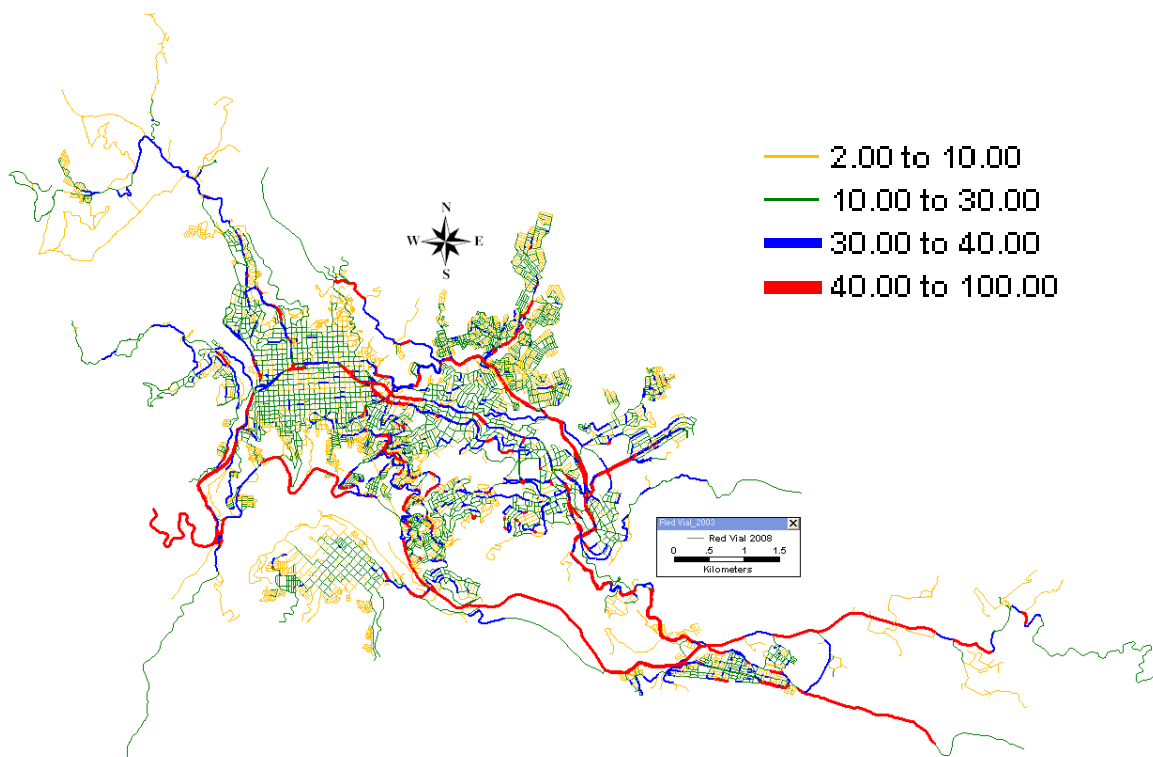 2.00 to 10.00
10.00 to 30.00
30.00 to 40.00
40.00 to 100.00
N
W E
S
Red Vial_2003
Red Vial 2008
0 .5 1 1.5
Kilometers